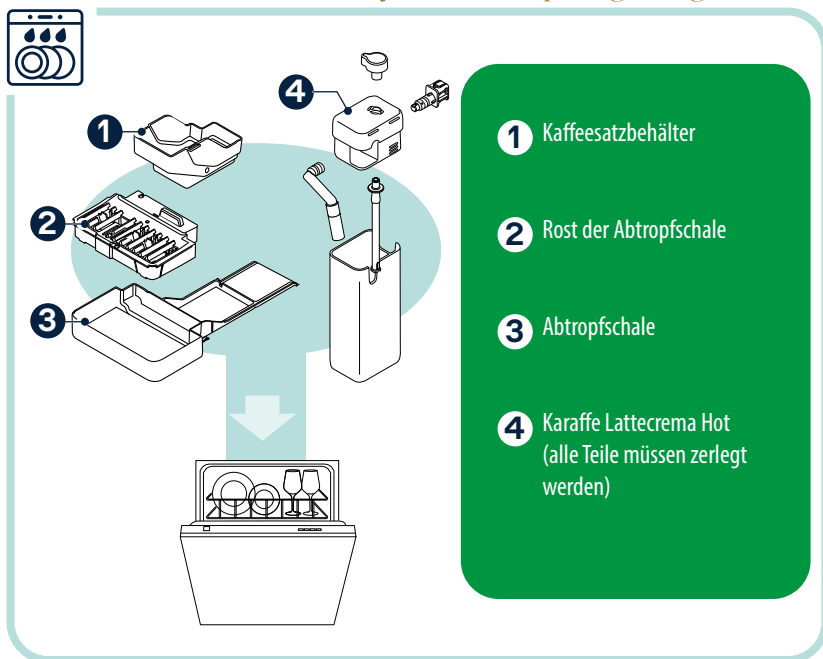 1 Kaffeesatzbehälter
2 Rost der Abtropfschale
3 Abtropfschale
4 Karaffe Lattecrema Hot
(alle Teile müssen zerlegt
werden)
1
2
3
4